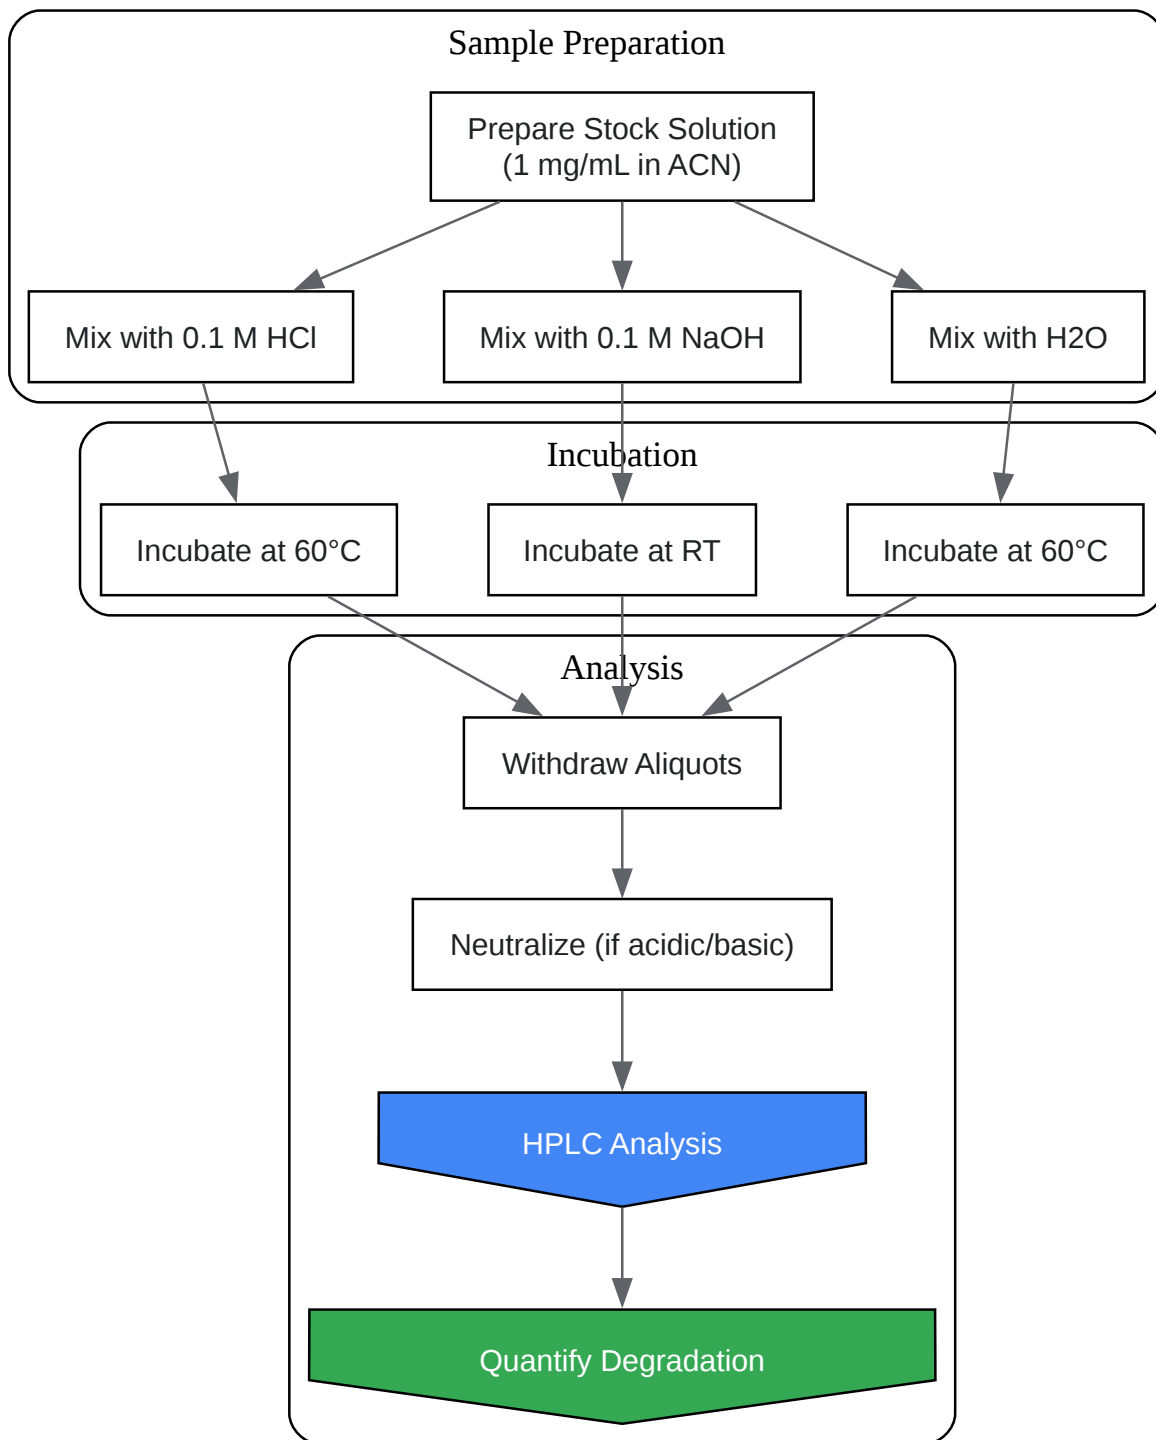 Sample Preparation
Prepare Stock Solution
(1 mg/mL in ACN)
Mix with 0.1 M HCl
Mix with 0.1 M NaOH
Mix with H2O
Incubation
Incubate at 60°C
Incubate at RT
Incubate at 60°C
Analysis
Withdraw Aliquots
Neutralize (if acidic/basic)
HPLC Analysis
Quantify Degradation